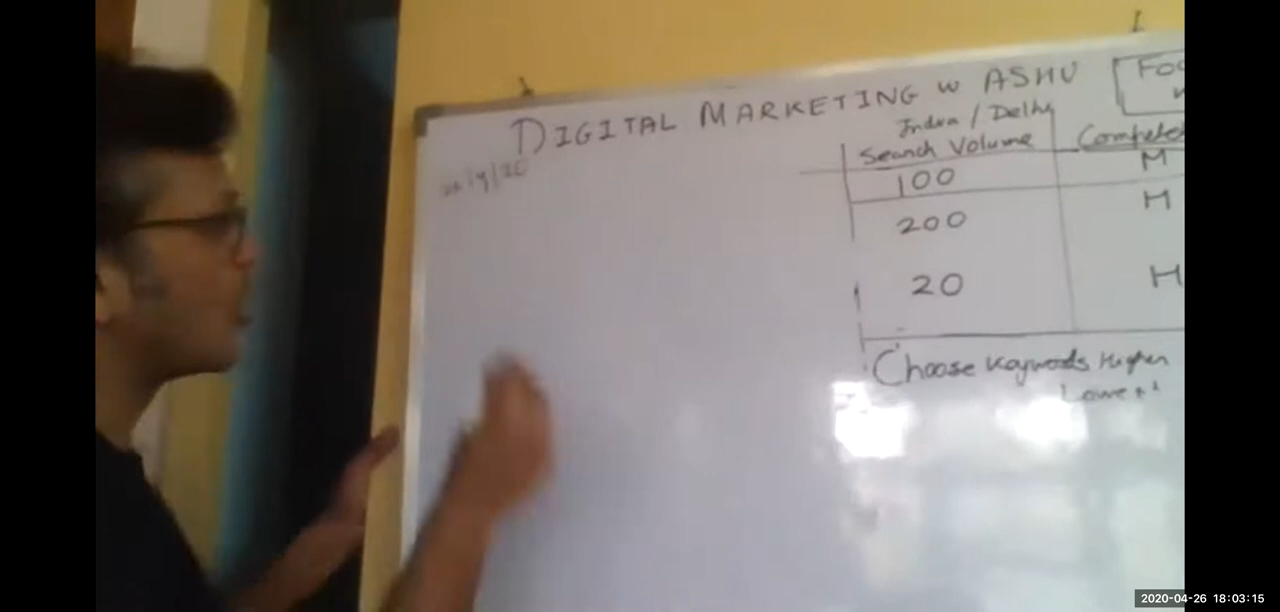 DIGITAL MARKETING W ASHU
India / Delhi
Search Volume
100 M
200 H
20 H
Choose Keywords Higher
Lowest
2020-04-26 18:03:15